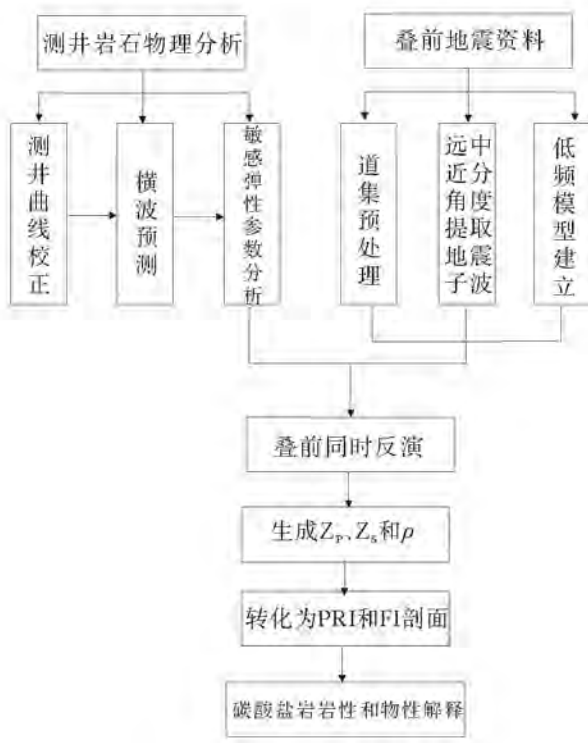 测井岩石物理分析
叠前地震资料
测井曲线校正
横波预测
敏感弹性参数分析
道集预处理
远中
近分
角度
提取
地震
子波
低频模型建立
叠前同时反演
生成Zₚ、Zₛ和ρ
转化为PRI和FI剖面
碳酸盐岩岩性和物性解释